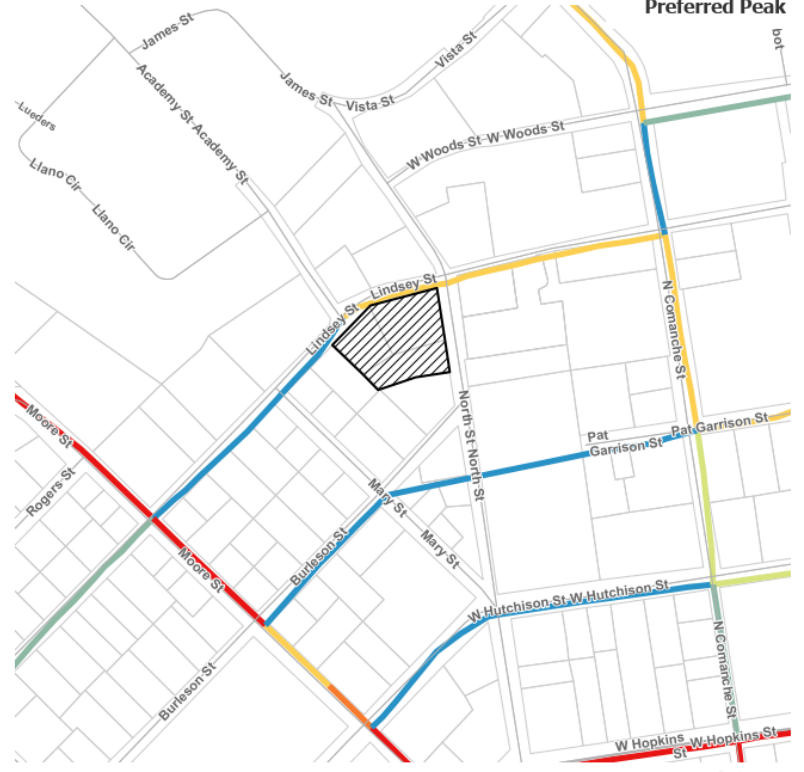 Preferred Peak
James St
bot
Vista St
Academy St
Academy St
James St
Vista St
Lueders
W Woods St
W Woods St
Llano Cir
Llano Cir
Lindsey St
Lindsey St
N Comanche St
Moore St
North St
North St
Pat Garrison St
Pat
Garrison St
Rogers St
Mary St
Mary St
Burleson St
Moore St
W Hutchison St
W Hutchison St
N Comanche St
Burleson St
W Hopkins
St
W Hopkins St